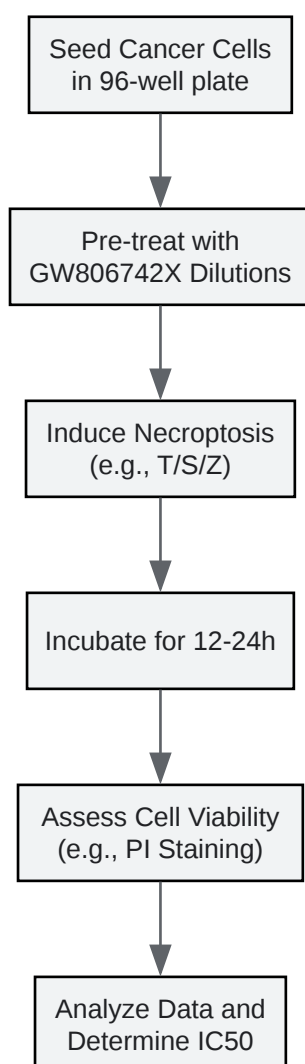 Seed Cancer Cells
in 96-well plate
Pre-treat with
GW806742X Dilutions
Induce Necroptosis
(e.g., T/S/Z)
Incubate for 12-24h
Assess Cell Viability
(e.g., PI Staining)
Analyze Data and
Determine IC50